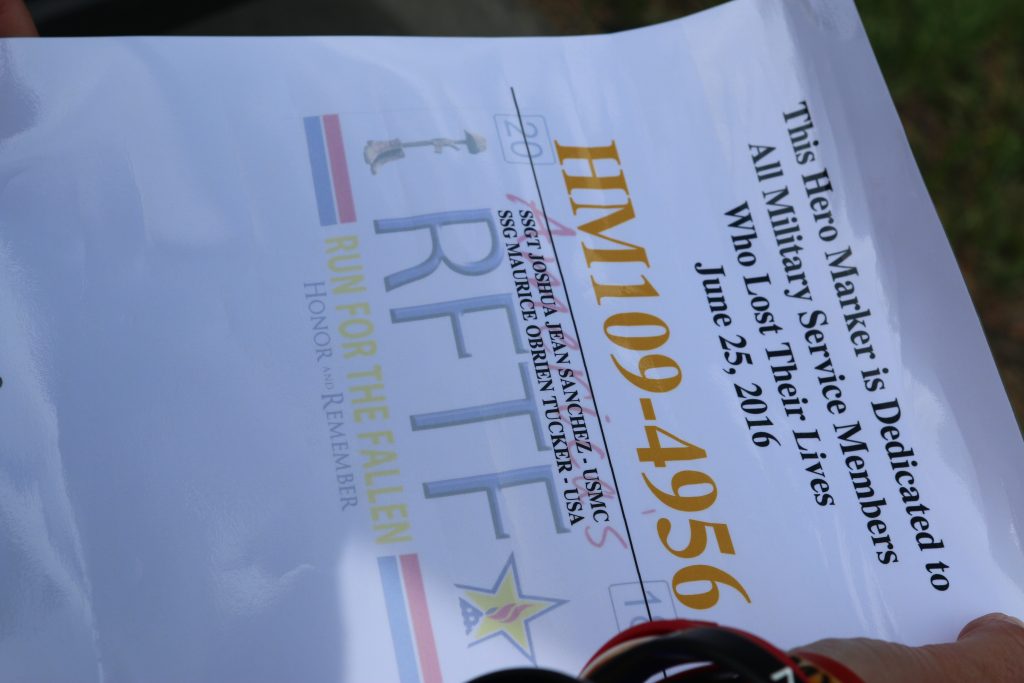 This Hero Marker is Dedicated to
All Military Service Members
Who Lost Their Lives
June 25, 2016
HM109-4956
SSGT JOSHUA JEAN SANCHEZ - USMC
SSG MAURICE OBRIEN TUCKER - USA
20
America's
RFTF
RUN FOR THE FALLEN
HONOR AND REMEMBER